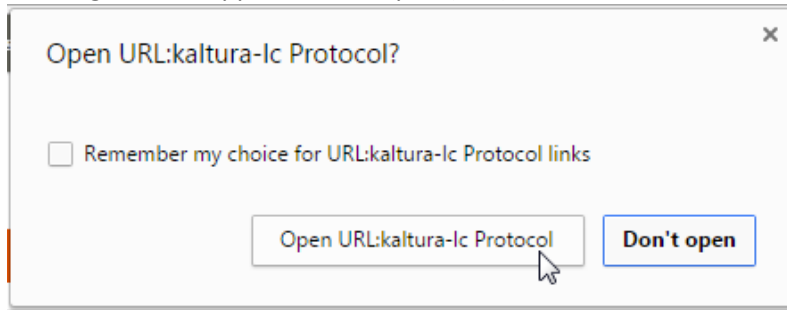 Open URL:kaltura-lc Protocol?
Remember my choice for URL:kaltura-lc Protocol links
Open URL:kaltura-lc Protocol
Don't open